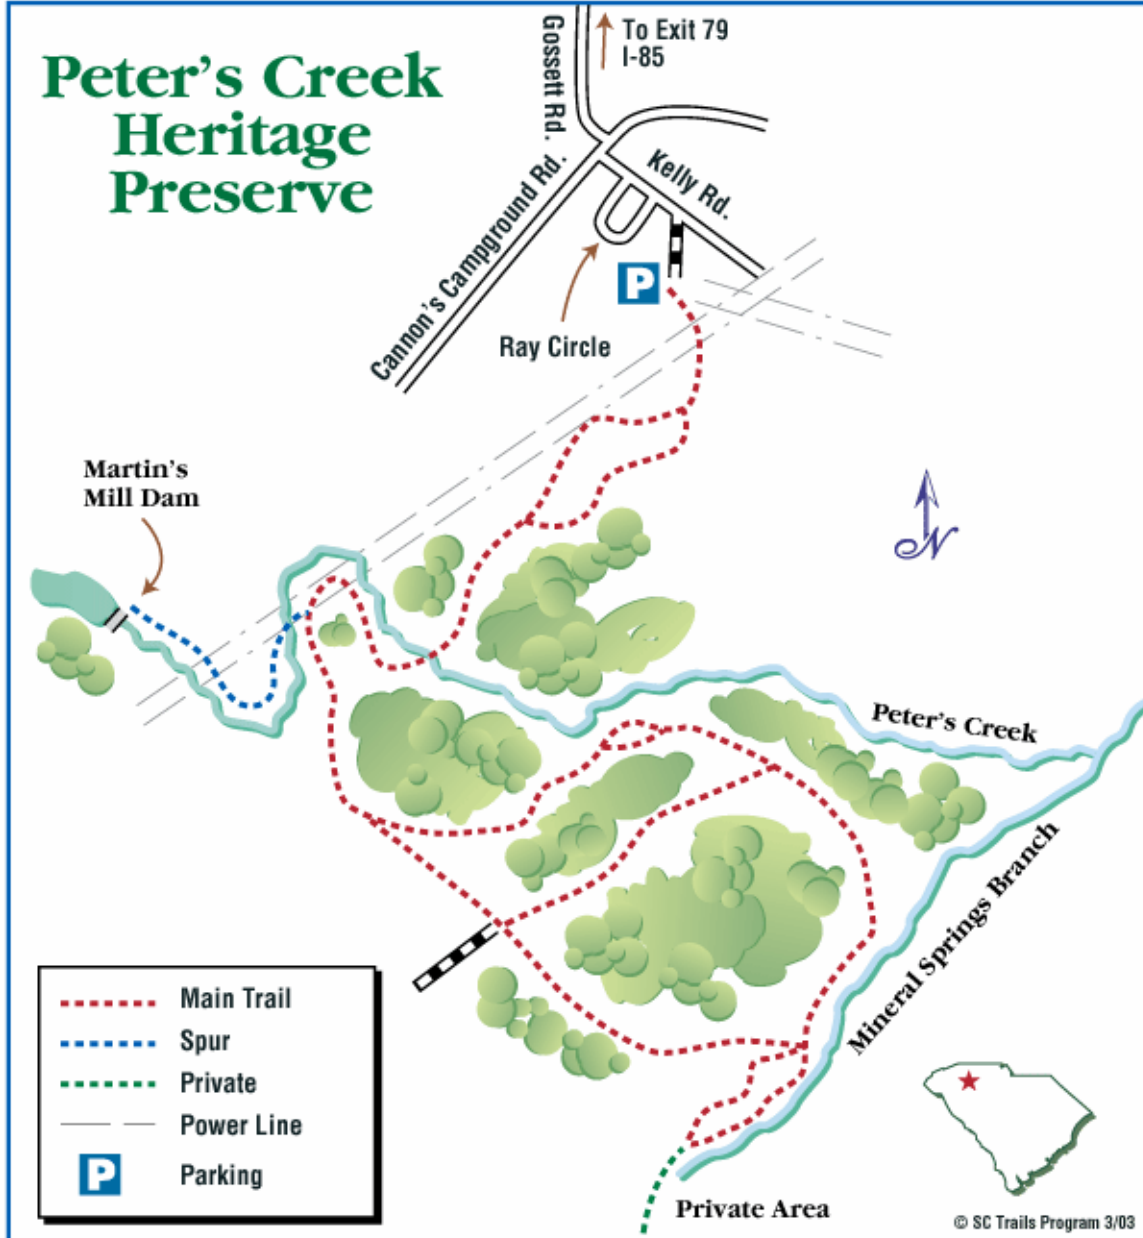 Peter's Creek
Heritage
Preserve
Gossett Rd.
To Exit 79
I-85
Kelly Rd.
Cannon's Campground Rd.
P
Ray Circle
Martin's
Mill Dam
N
Peter's Creek
Mineral Springs Branch
Main Trail
Spur
Private
Power Line
P
Parking
Private Area
© SC Trails Program 3/03